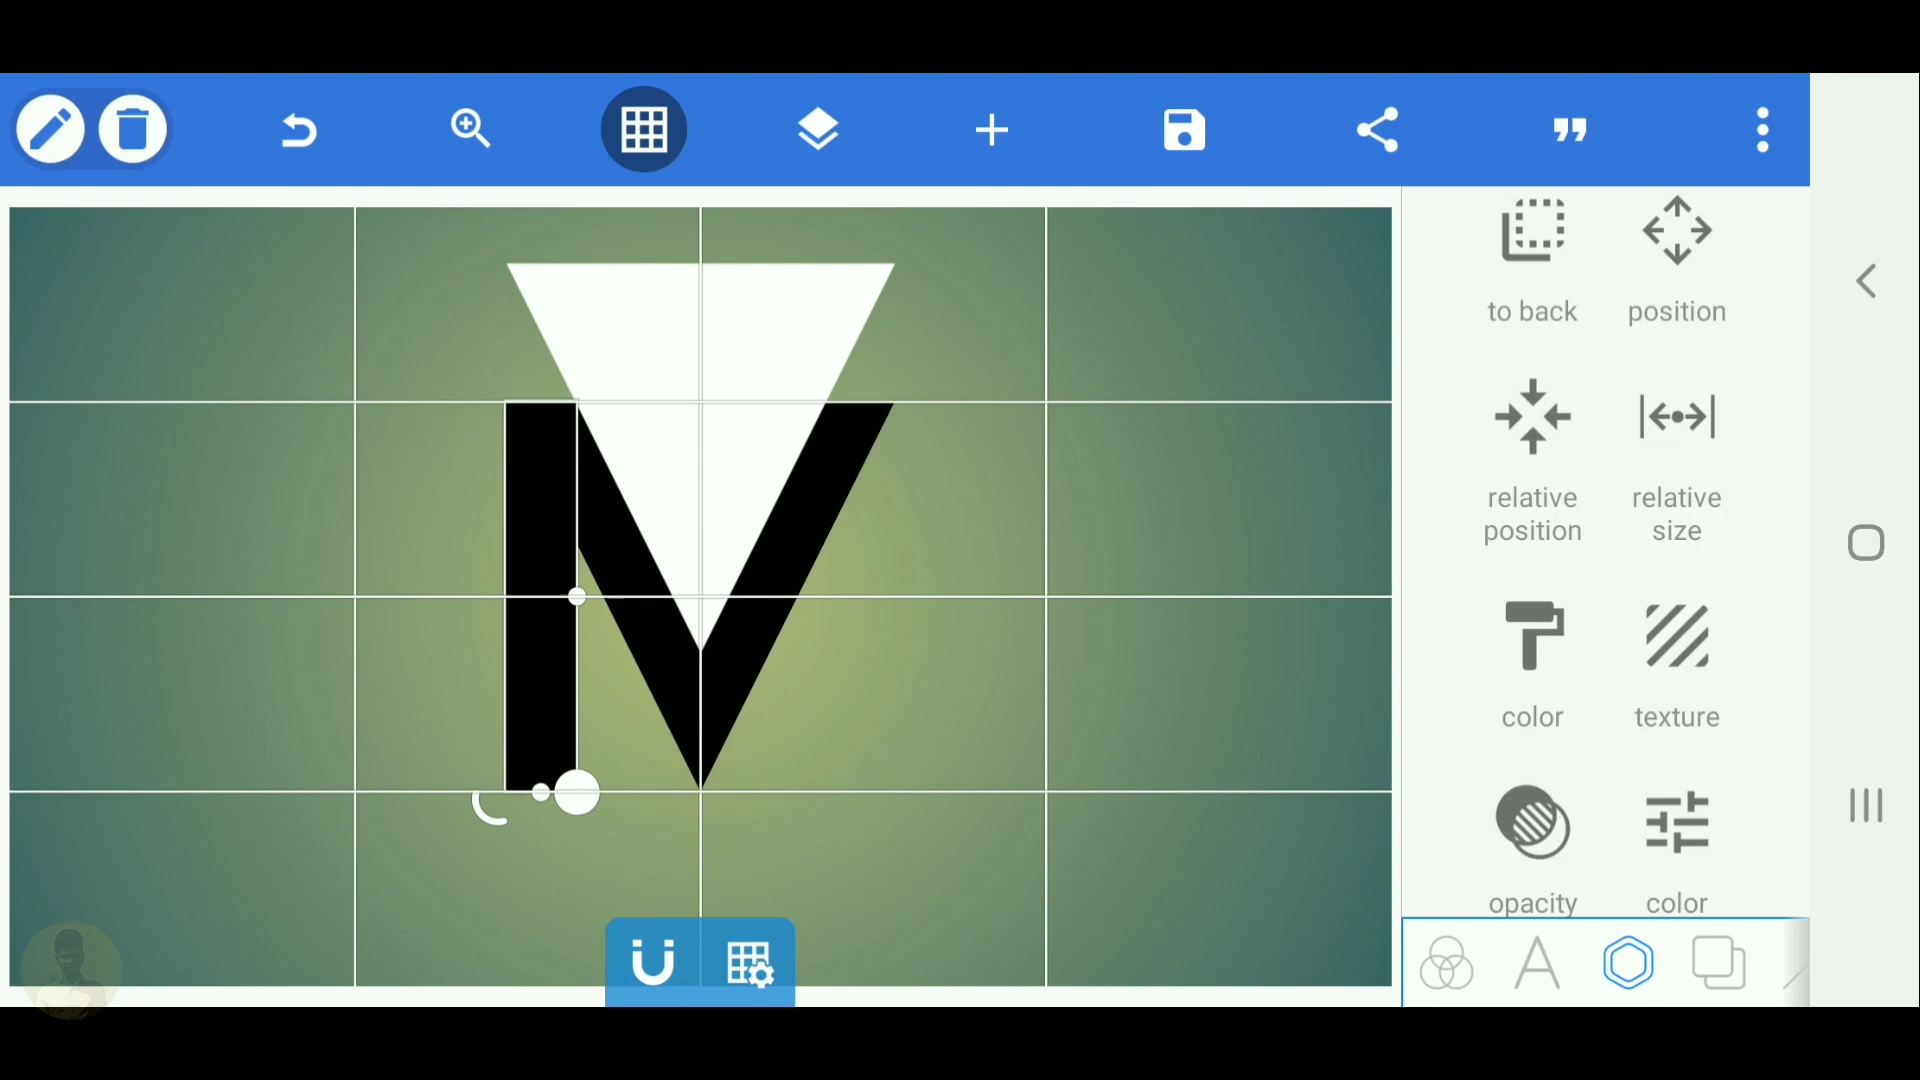 to back
position
relative
position
relative
size
color
texture
opacity
color